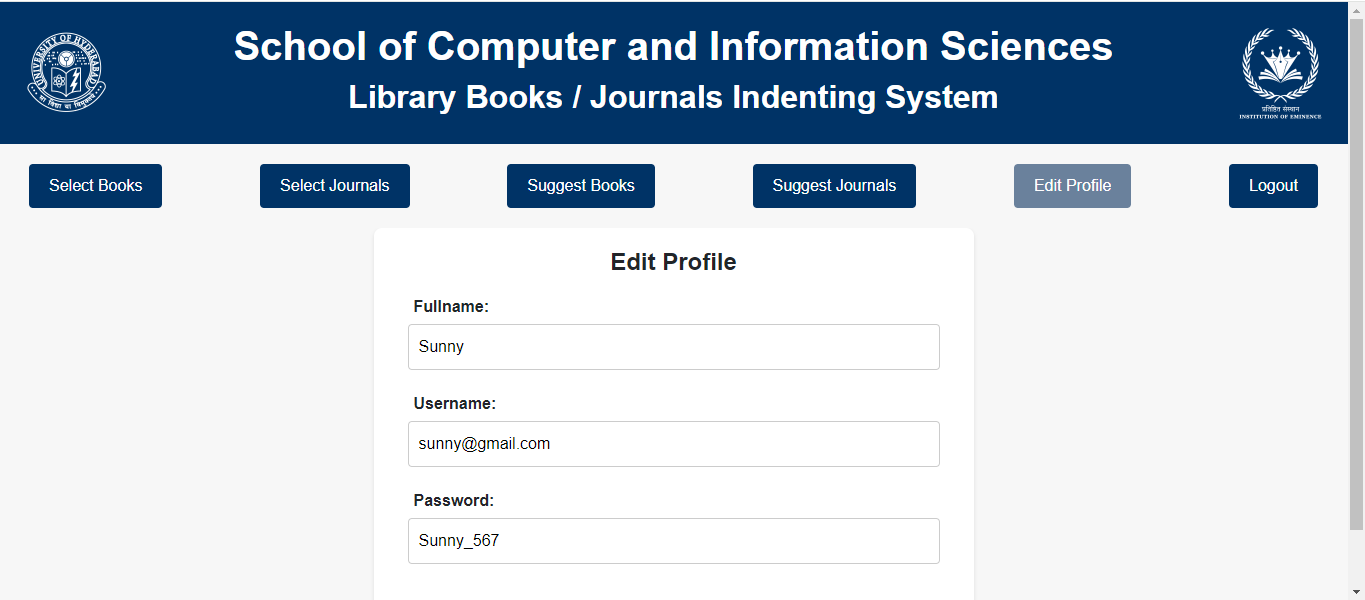 School of Computer and Information Sciences
Library Books / Journals Indenting System
UNIVERSITY OF HYDERABAD
सा विद्या या विमुक्तये
प्रतिष्ठित संस्थान
INSTITUTION OF EMINENCE
Select Books
Select Journals
Suggest Books
Suggest Journals
Edit Profile
Logout
Edit Profile
Fullname:
Sunny
Username:
sunny@gmail.com
Password:
Sunny_567